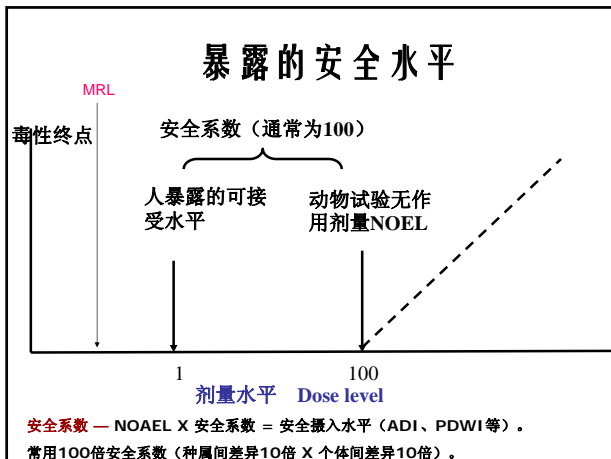 暴露的安全水平
MRL
毒性终点
安全系数（通常为100）
人暴露的可接
受水平
动物试验无作
用剂量NOEL
1
100
剂量水平 Dose level
安全系数 — NOAEL X 安全系数 = 安全摄入水平（ADI、PDWI等）。
常用100倍安全系数（种属间差异10倍 X 个体间差异10倍）。